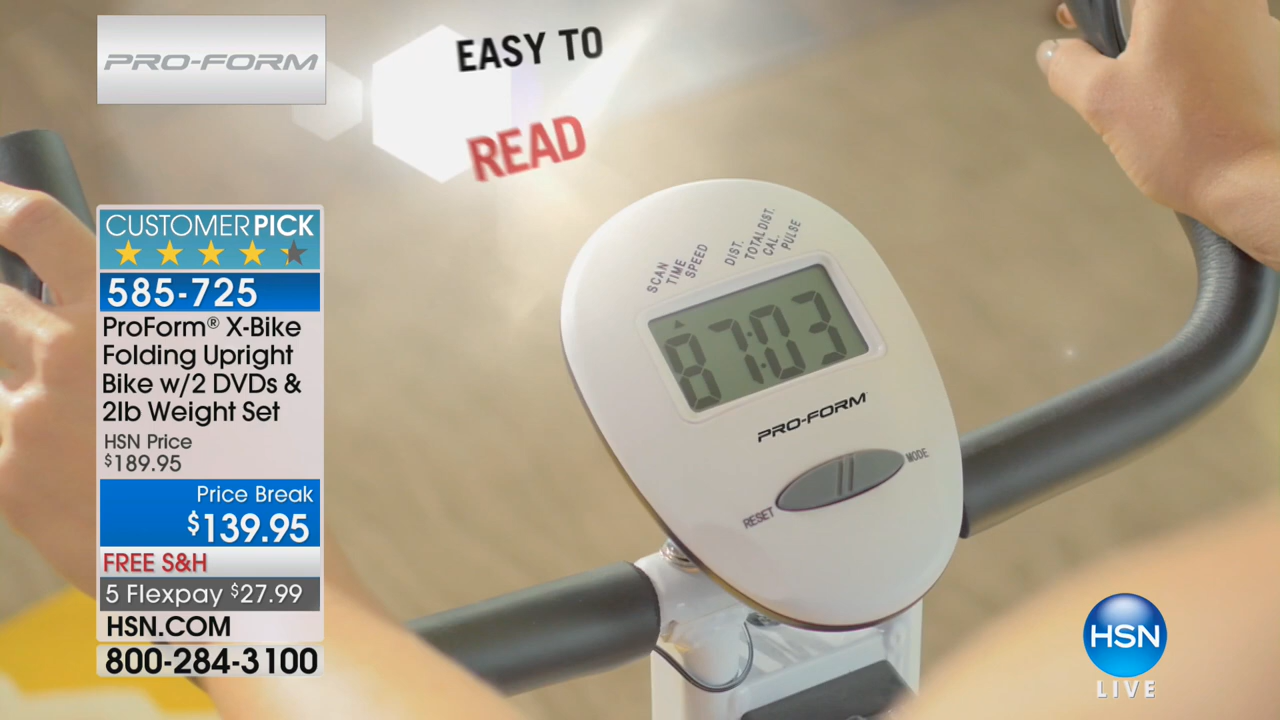 PRO-FORM
EASY TO
READ
CUSTOMER PICK
585-725
ProForm® X-Bike
Folding Upright
Bike w/2 DVDs &
2lb Weight Set
HSN Price
$189.95
Price Break
$139.95
FREE S&H
5 Flexpay $27.99
HSN.COM
800-284-3100
SCAN
TIME
SPEED
DIST.
TOTAL DIST.
CAL.
PULSE
87:03
PRO-FORM
MODE
RESET
HSN
LIVE